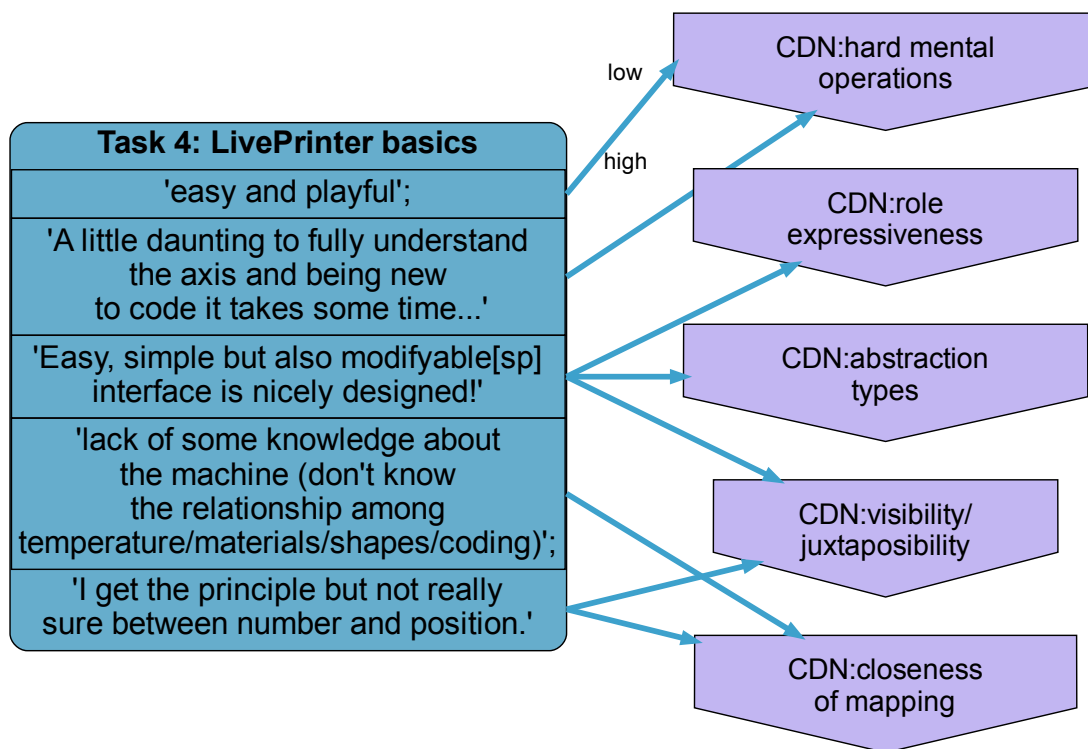 Task 4: LivePrinter basics
'easy and playful';
'A little daunting to fully understand
the axis and being new
to code it takes some time...'
'Easy, simple but also modifyable[sp]
interface is nicely designed!'
'lack of some knowledge about
the machine (don't know
the relationship among
temperature/materials/shapes/coding)';
'I get the principle but not really
sure between number and position.'
low
high
CDN:hard mental
operations
CDN:role
expressiveness
CDN:abstraction
types
CDN:visibility/
juxtaposibility
CDN:closeness
of mapping